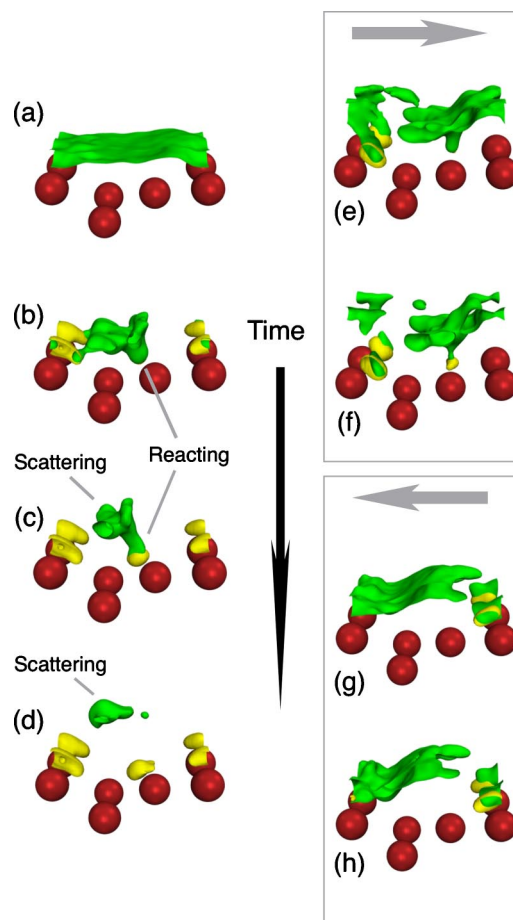 (a)
(b)
Time
Reacting
Scattering
(c)
Scattering
(d)
(e)
(f)
(g)
(h)